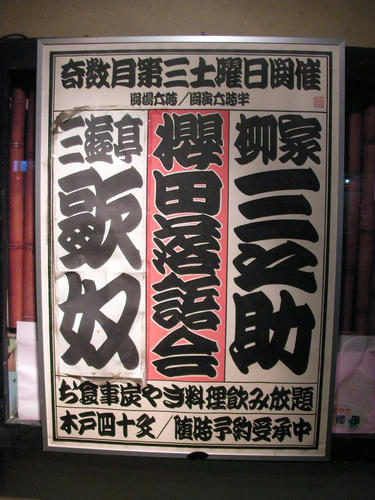 奇数月第三土曜日開催
開場六時／開演六時半
柳家三之助
櫻田落語会
三遊亭歌奴
お食事炭やき料理飲み放題
木戸四十文／随時予約受承中